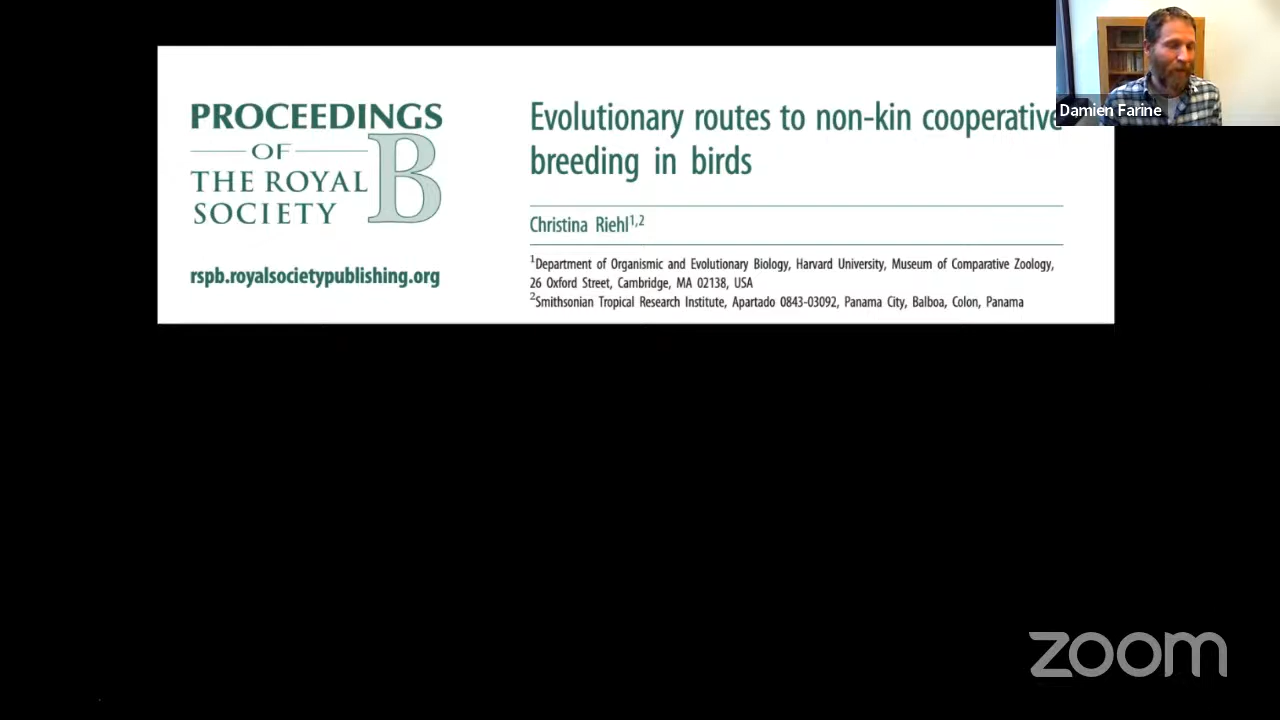 PROCEEDINGS
OF
THE ROYAL
SOCIETY
B
rspb.royalsocietypublishing.org
Evolutionary routes to non-kin cooperative
breeding in birds
Christina Riehl1,2
1Department of Organismic and Evolutionary Biology, Harvard University, Museum of Comparative Zoology,
26 Oxford Street, Cambridge, MA 02138, USA
2Smithsonian Tropical Research Institute, Apartado 0843-03092, Panama City, Balboa, Colon, Panama
Damien Farine
zoom